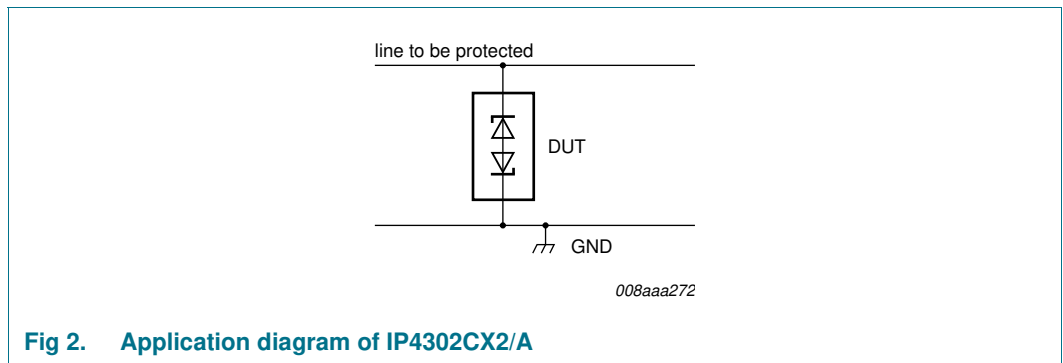 line to be protected
DUT
GND
008aaa272
Fig 2. Application diagram of IP4302CX2/A